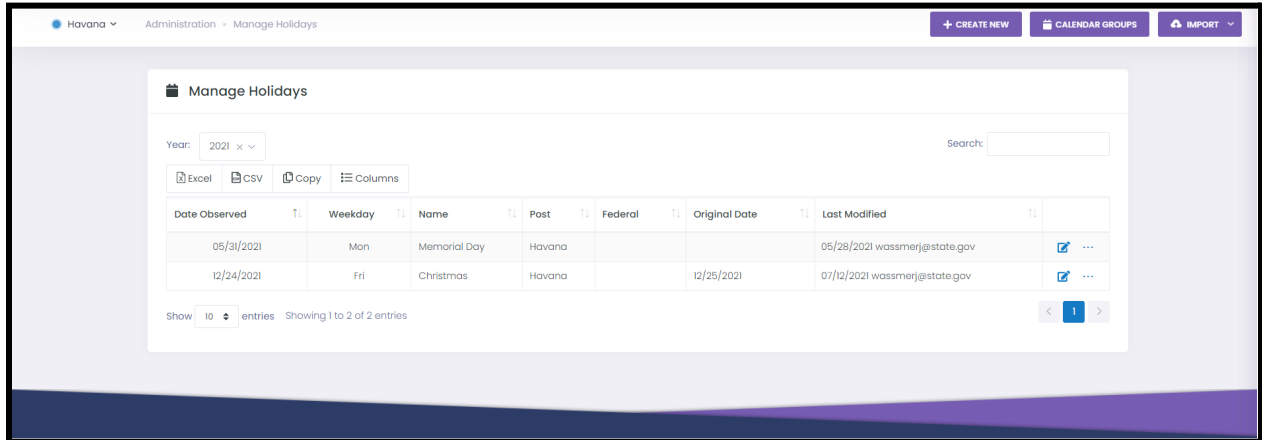 Havana Administration » Manage Holidays + CREATE NEW CALENDAR GROUPS IMPORT
Manage Holidays
Year: 2021 × Search:
Excel CSV Copy Columns
Date Observed Weekday Name Post Federal Original Date Last Modified
05/31/2021 Mon Memorial Day Havana 05/28/2021 wassmerj@state.gov ...
12/24/2021 Fri Christmas Havana 12/25/2021 07/12/2021 wassmerj@state.gov ...
Show 10 entries Showing 1 to 2 of 2 entries < 1 >